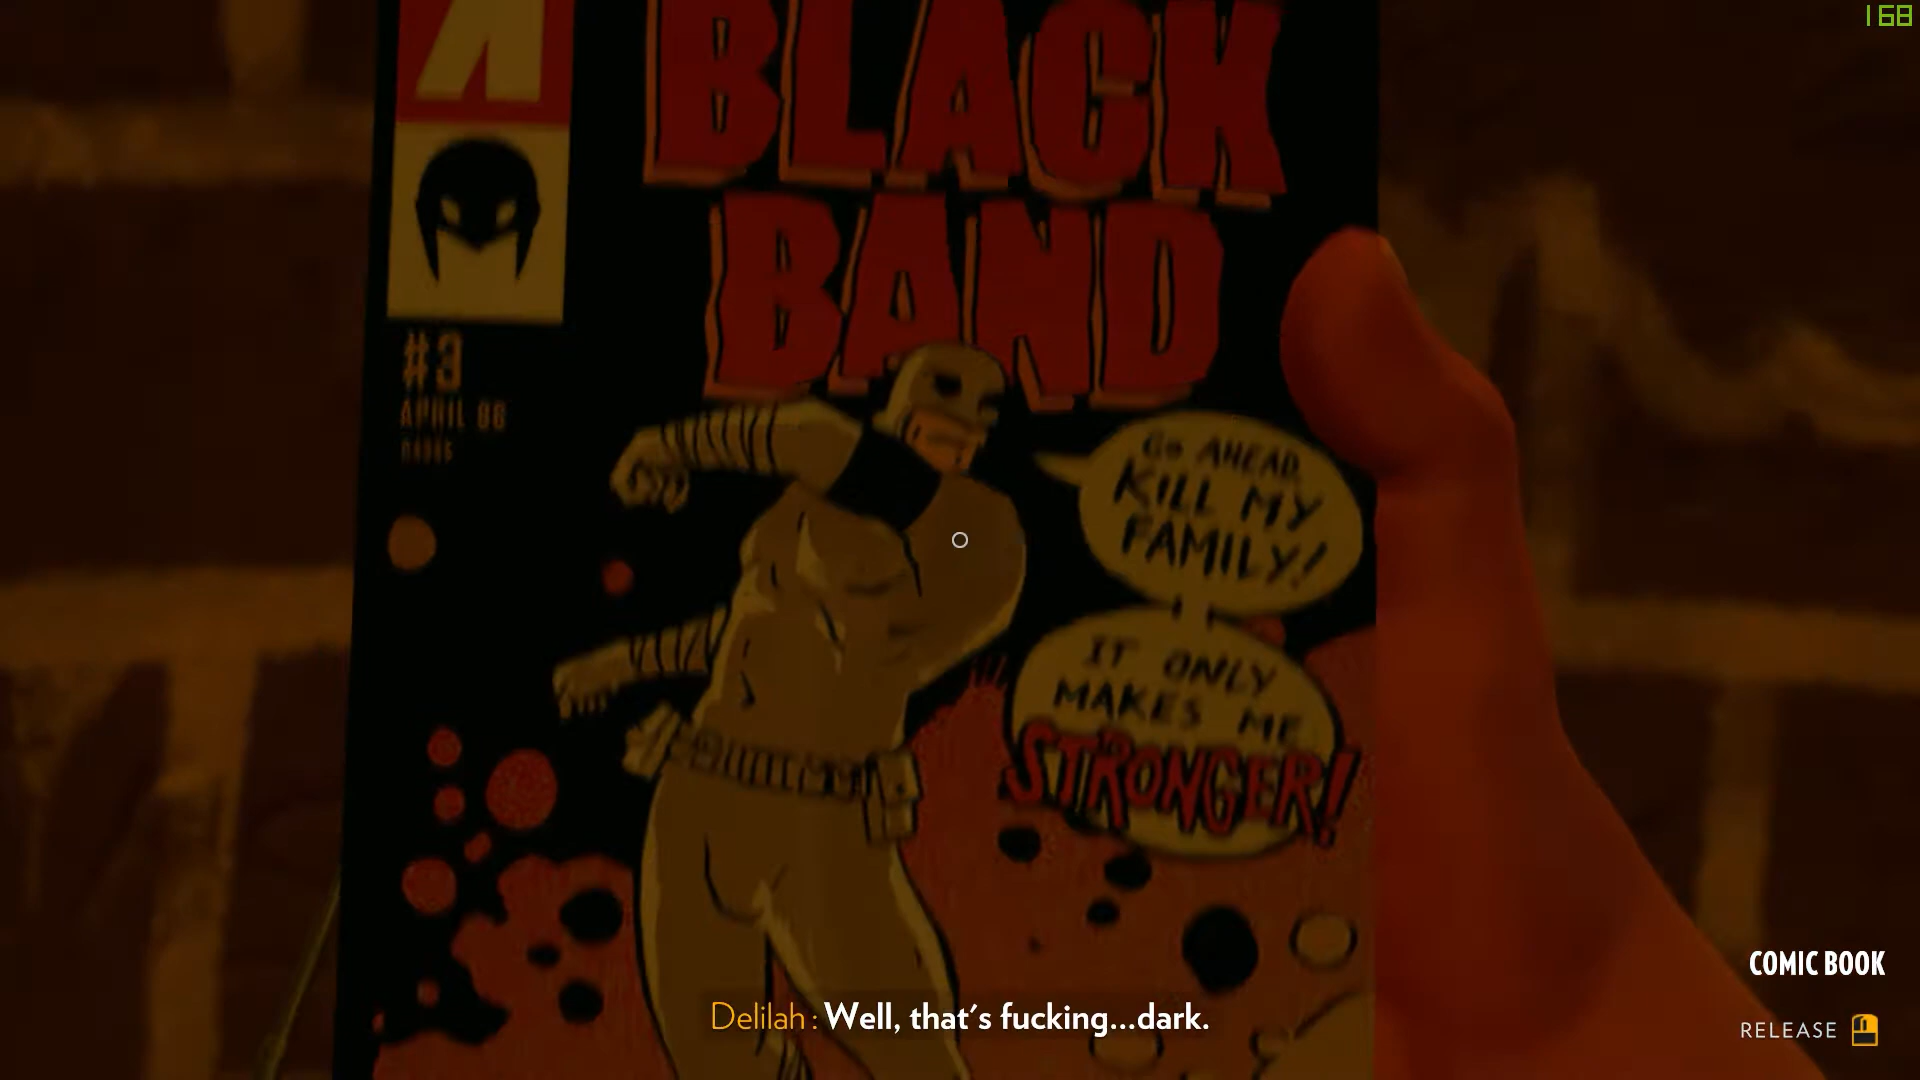 168
BLACK
BAND
#3
APRIL 86
GO AHEAD,
KILL MY
FAMILY!
IT ONLY
MAKES ME
STRONGER!
COMIC BOOK
Delilah: Well, that's fucking...dark.
RELEASE